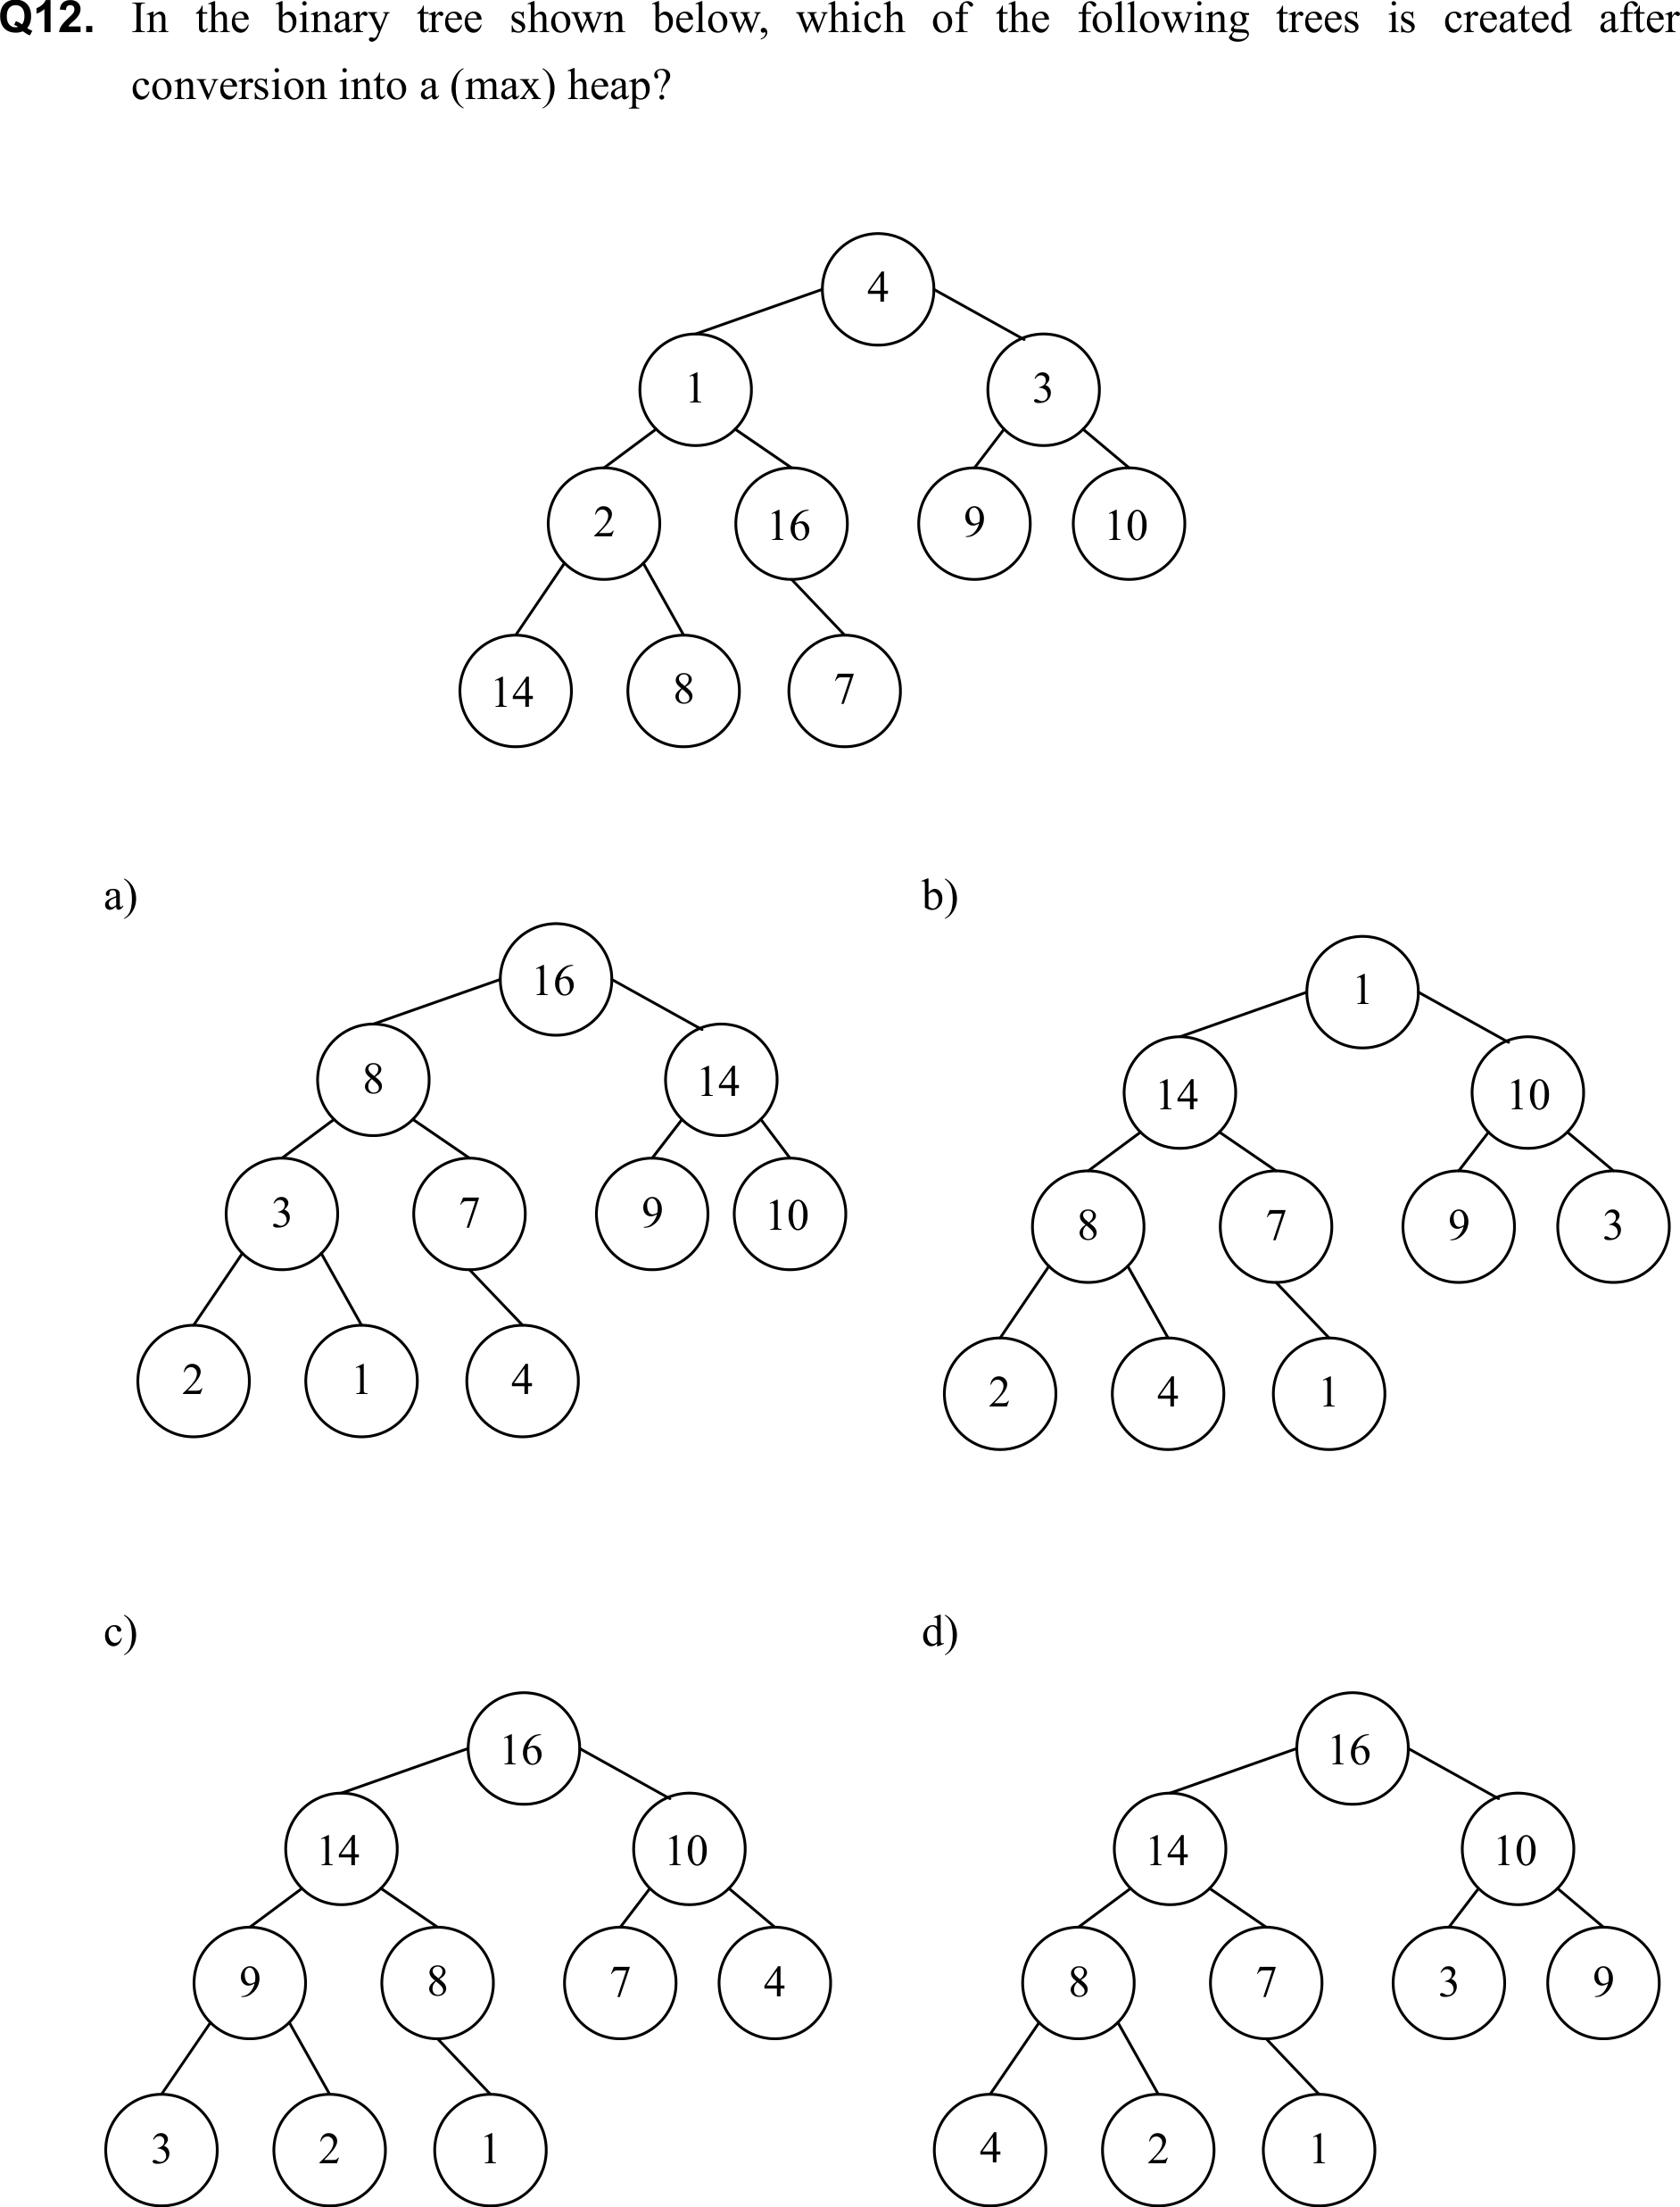 Q12. In the binary tree shown below, which of the following trees is created after
conversion into a (max) heap?
4
1 3
2 16 9 10
14 8 7
a) b)
16 1
8 14 14 10
3 7 9 10 8 7 9 3
2 1 4 2 4 1
c) d)
16 16
14 10 14 10
9 8 7 4 8 7 3 9
3 2 1 4 2 1